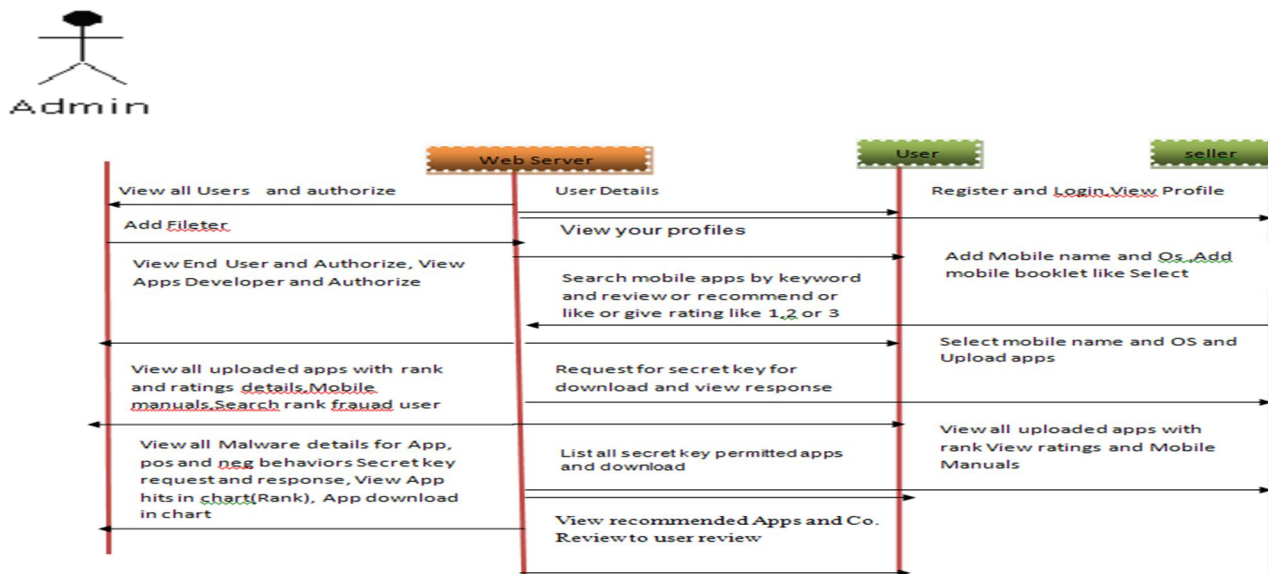 Admin
Web Server
User
seller
View all Users and authorize
Add Fileter
View End User and Authorize, View
Apps Developer and Authorize
View all uploaded apps with rank
and ratings details,Mobile
manuals,Search rank frauad user
View all Malware details for App,
pos and neg behaviors Secret key
request and response, View App
hits in chart(Rank), App download
in chart
User Details
View your profiles
Search mobile apps by keyword
and review or recommend or
like or give rating like 1,2 or 3
Request for secret key for
download and view response
List all secret key permitted apps
and download
View recommended Apps and Co.
Review to user review
Register and Login,View Profile
Add Mobile name and Os ,Add
mobile booklet like Select
Select mobile name and OS and
Upload apps
View all uploaded apps with
rank View ratings and Mobile
Manuals